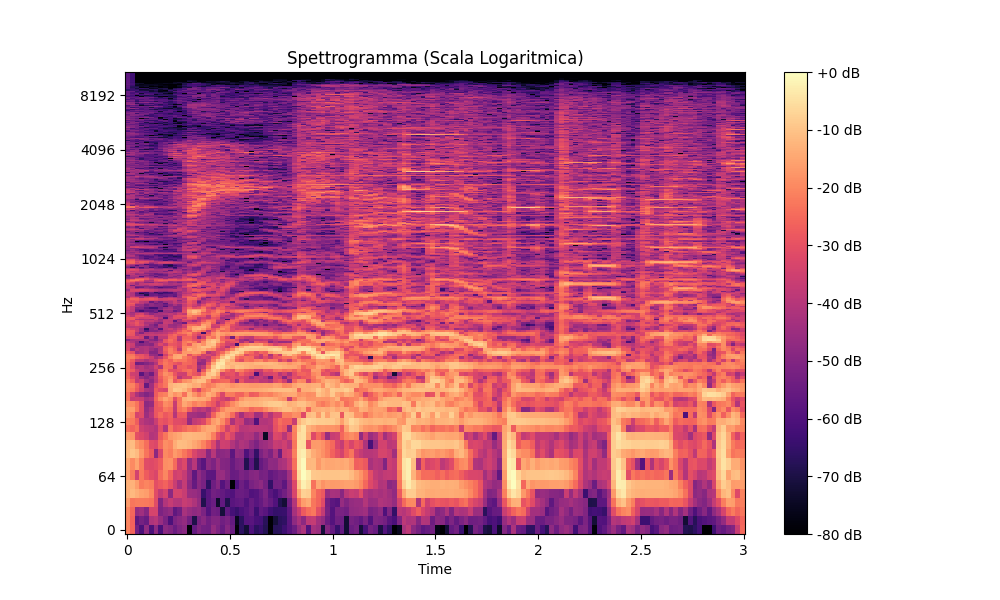 Spettrogramma (Scala Logaritmica)
Hz
8192
4096
2048
1024
512
256
128
64
0
0
0.5
1
1.5
2
2.5
3
Time
+0 dB
-10 dB
-20 dB
-30 dB
-40 dB
-50 dB
-60 dB
-70 dB
-80 dB